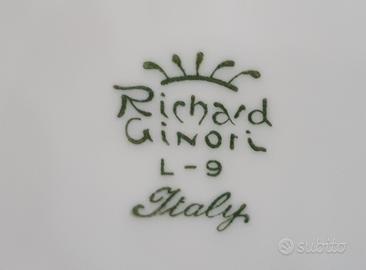 Richard
Ginori
L-9
Italy
subito